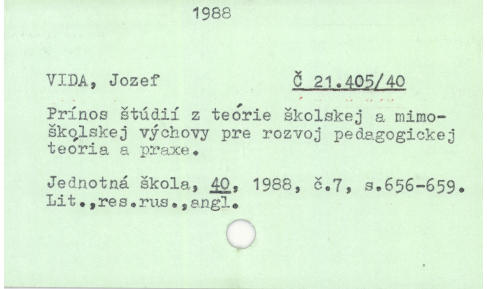 1988
VIDA, Jozef Č 21.405/40
Prínos štúdií z teórie školskej a mimo-
školskej výchovy pre rozvoj pedagogickej
teória a praxe.
Jednotná škola, 40, 1988, č.7, s.656-659.
Lit.,res.rus.,angl.